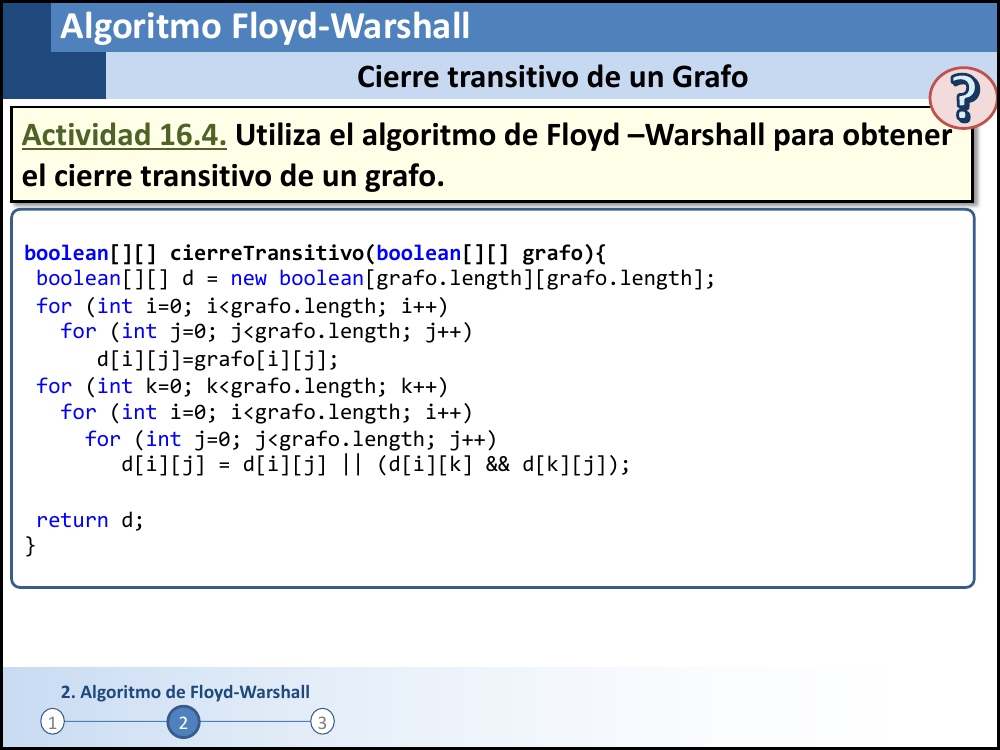 Algoritmo Floyd-Warshall
Cierre transitivo de un Grafo
?
Actividad 16.4. Utiliza el algoritmo de Floyd –Warshall para obtener
el cierre transitivo de un grafo.
boolean[][] cierreTransitivo(boolean[][] grafo){
boolean[][] d = new boolean[grafo.length][grafo.length];
for (int i=0; i<grafo.length; i++)
for (int j=0; j<grafo.length; j++)
d[i][j]=grafo[i][j];
for (int k=0; k<grafo.length; k++)
for (int i=0; i<grafo.length; i++)
for (int j=0; j<grafo.length; j++)
d[i][j] = d[i][j] || (d[i][k] && d[k][j]);
return d;
}
2. Algoritmo de Floyd-Warshall
1 2 3